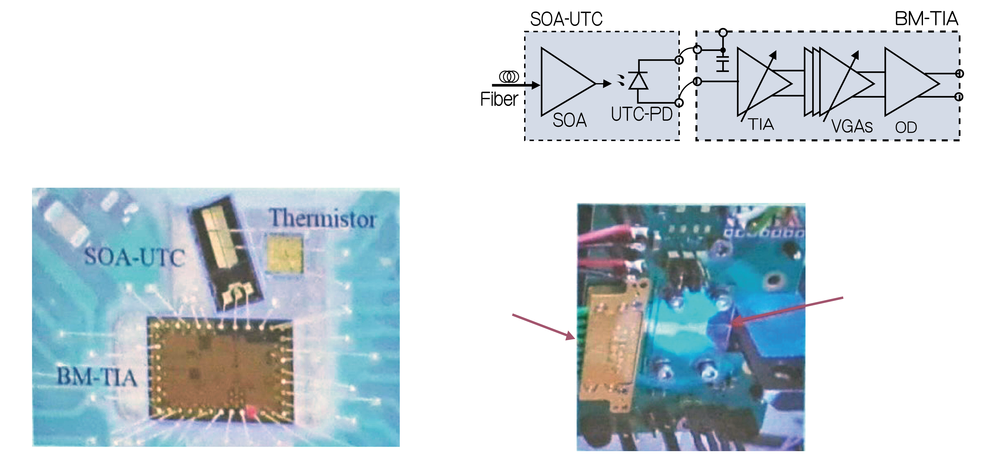 SOA-UTC
BM-TIA
Fiber
SOA
UTC-PD
TIA
VGAs
OD
Thermistor
SOA-UTC
BM-TIA